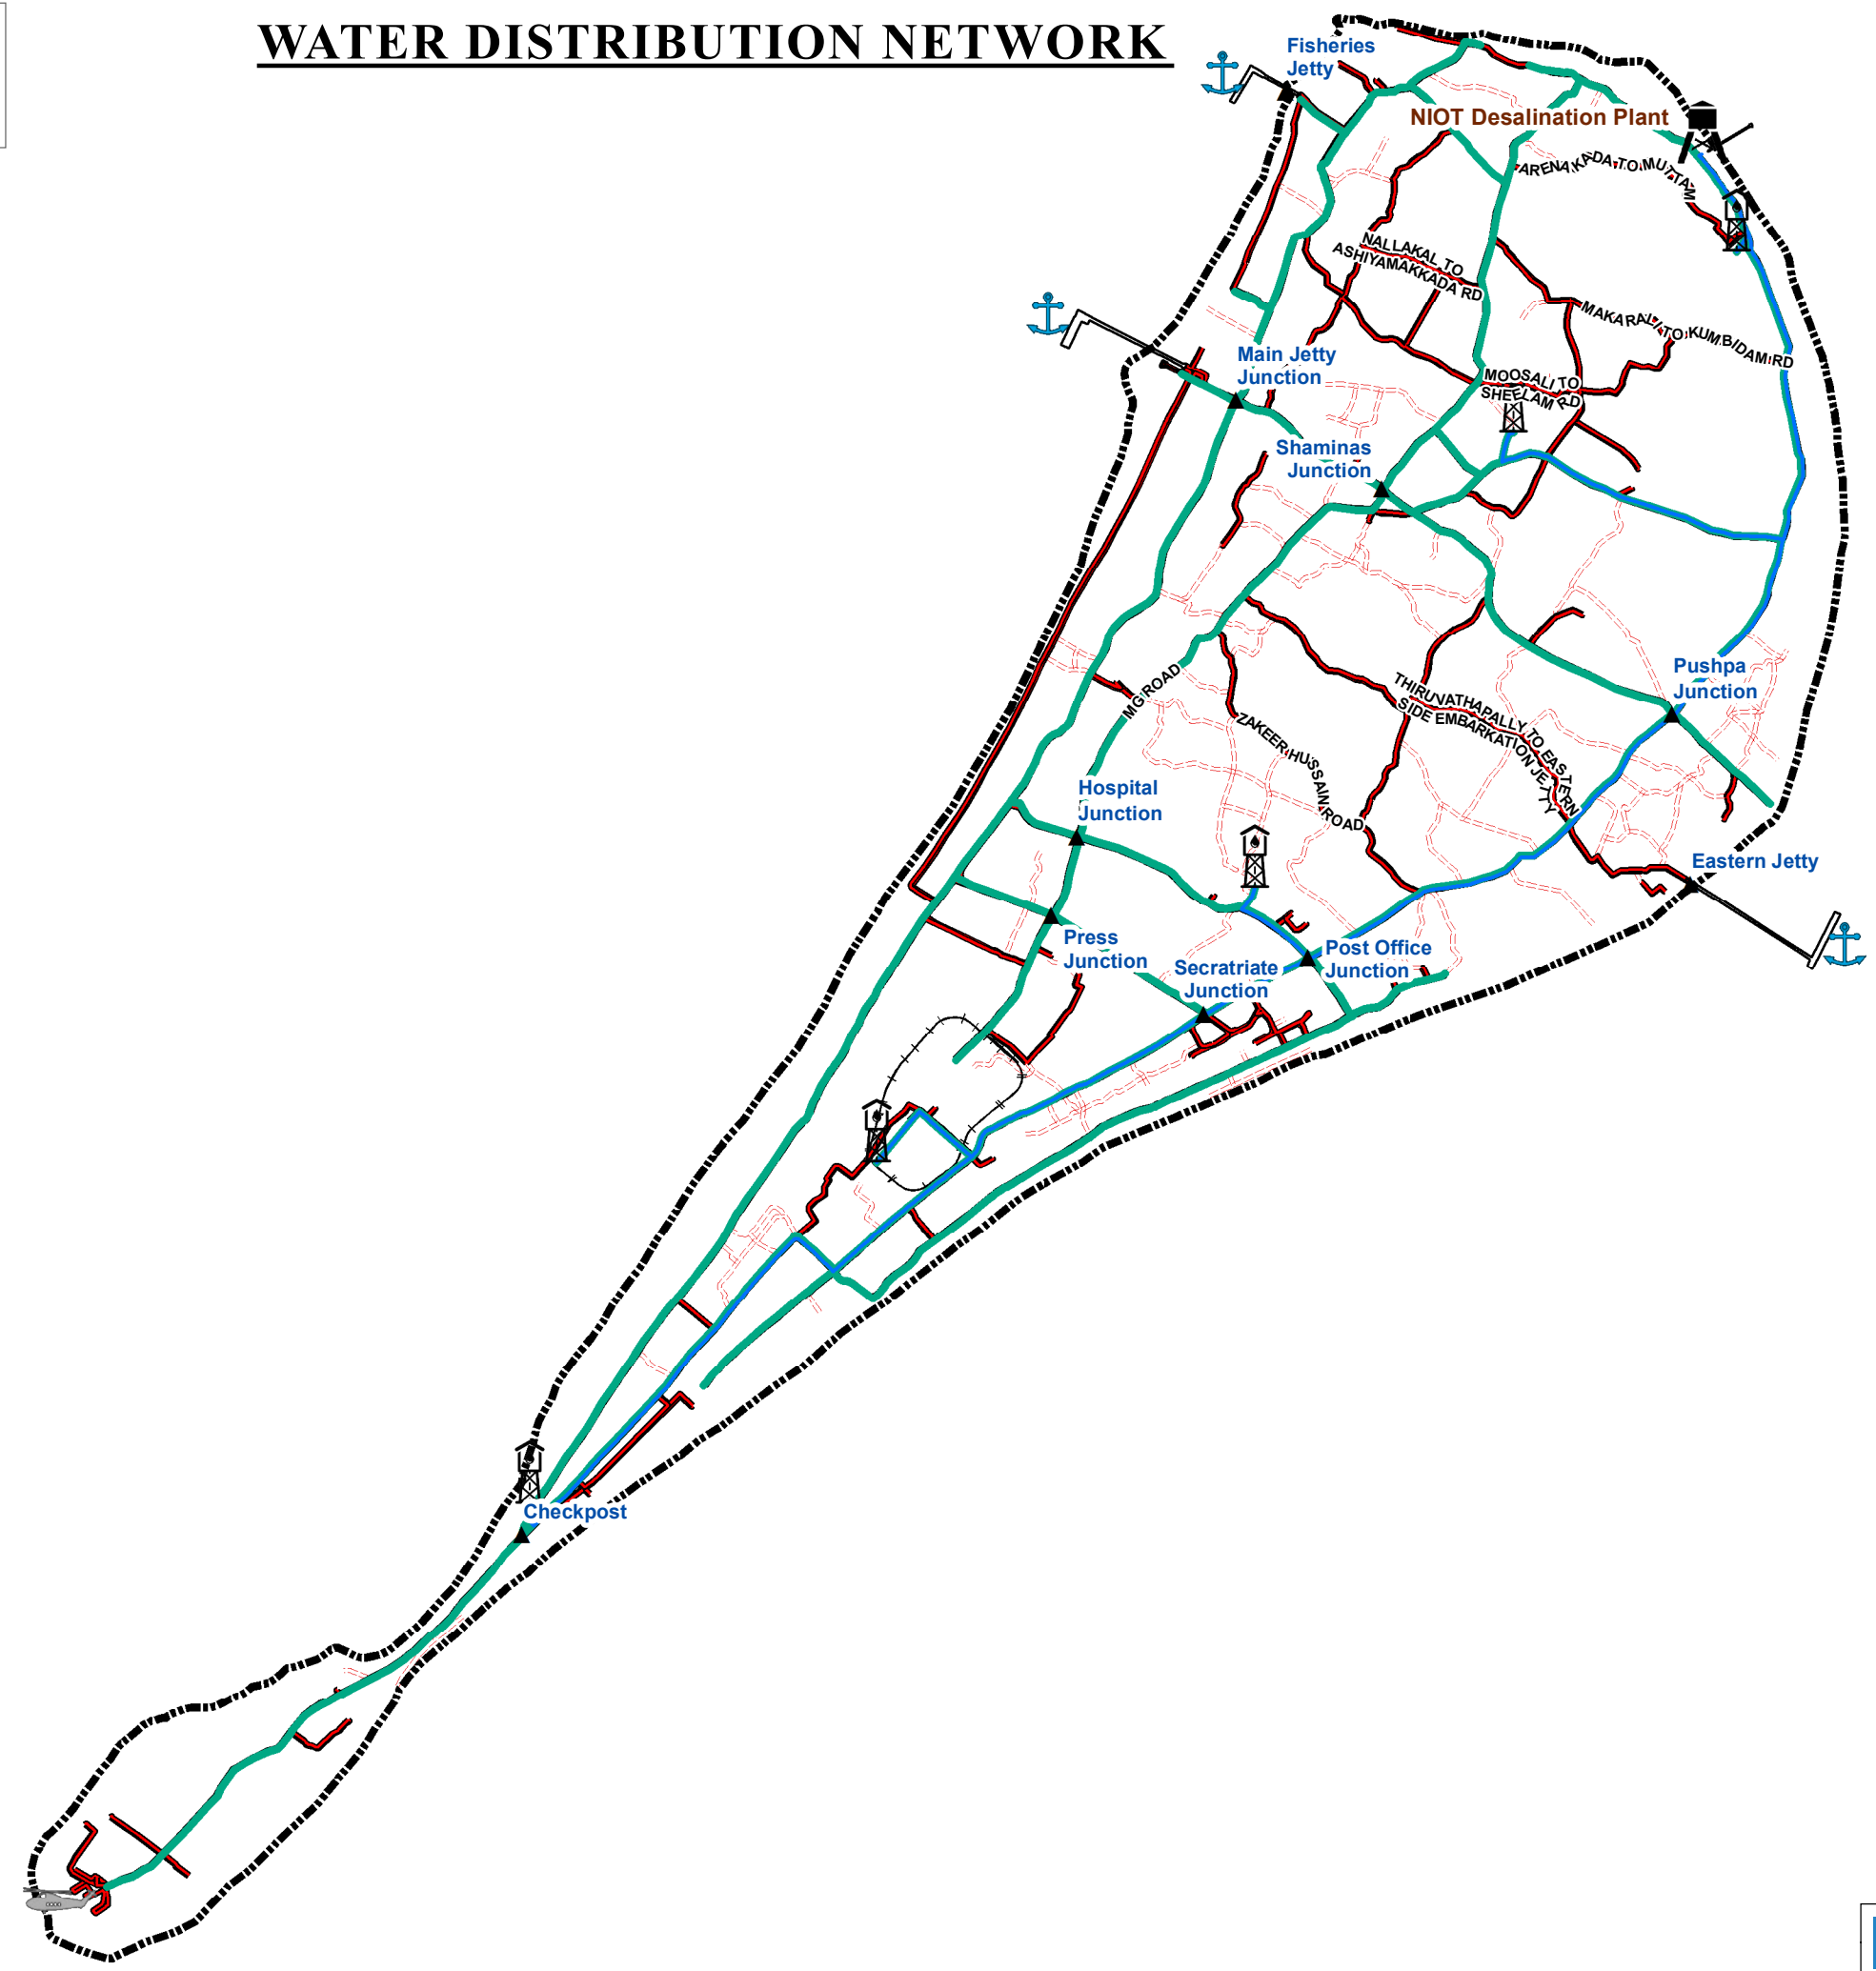 WATER DISTRIBUTION NETWORK
Fisheries
Jetty
NIOT Desalination Plant
ARENAKADA TO MUTTAM
NALLAKAL TO
ASHIYAMAKKADA RD
MAKARALI TO KUMBIDAM RD
Main Jetty
Junction
MOOSALI TO
SHEELAM RD
Shaminas
Junction
MG ROAD
Pushpa
Junction
THIRUVATHAPALLY TO EASTERN
SIDE EMBARKATION JETTY
ZAKEER HUSSAIN ROAD
Hospital
Junction
Eastern Jetty
Press
Junction
Post Office
Junction
Secratriate
Junction
Checkpost